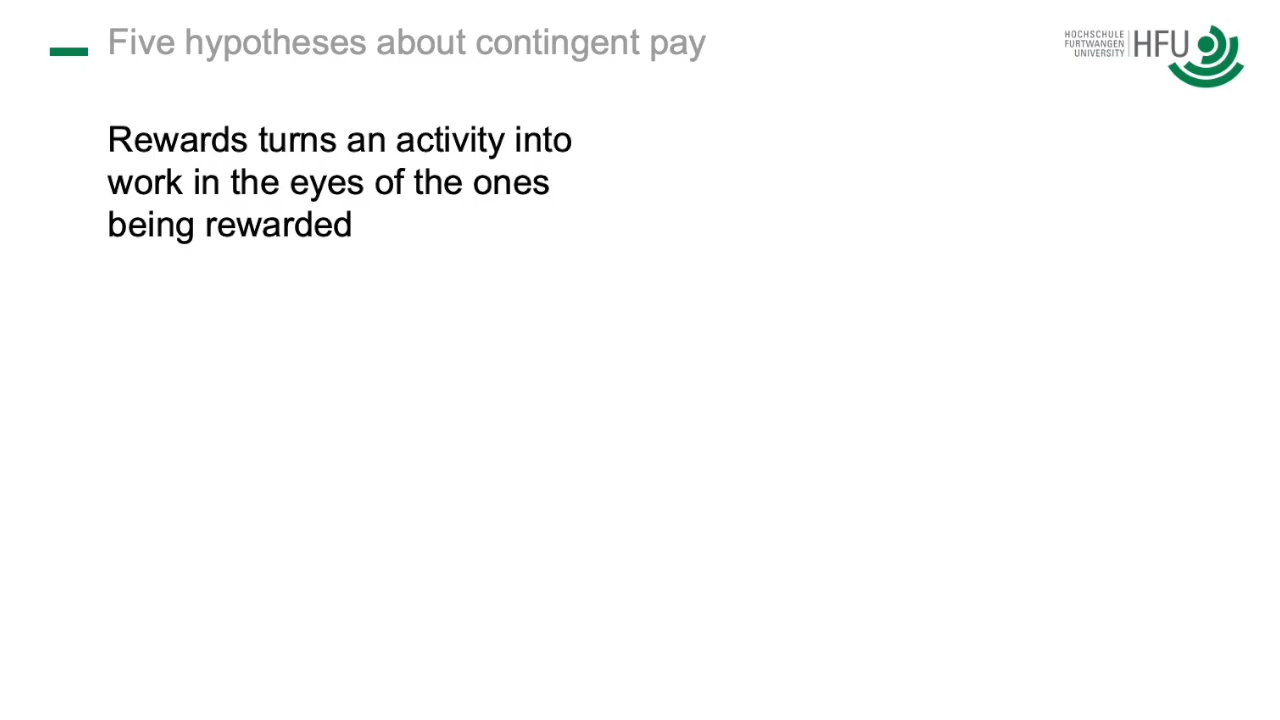 Five hypotheses about contingent pay
HOCHSCHULE
FURTWANGEN
UNIVERSITY
HFU
Rewards turns an activity into
work in the eyes of the ones
being rewarded